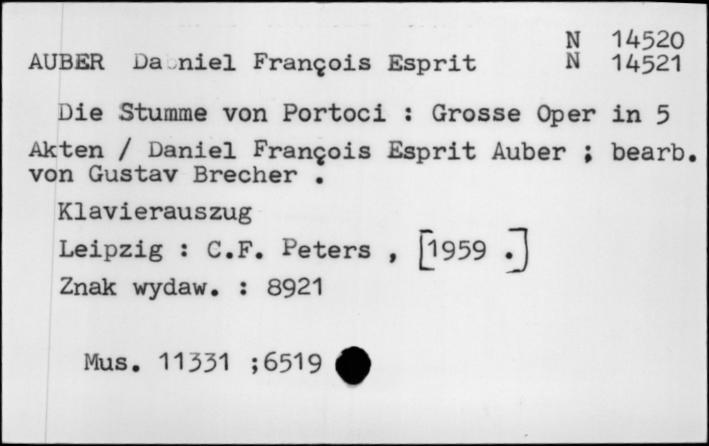 N 14520
AUBER Daniel François Esprit N 14521
Die Stumme von Portoci : Grosse Oper in 5
Akten / Daniel François Esprit Auber ; bearb.
von Gustav Brecher .
Klavierauszug
Leipzig : C.F. Peters , [1959 .]
Znak wydaw. : 8921
Mus. 11331 ;6519